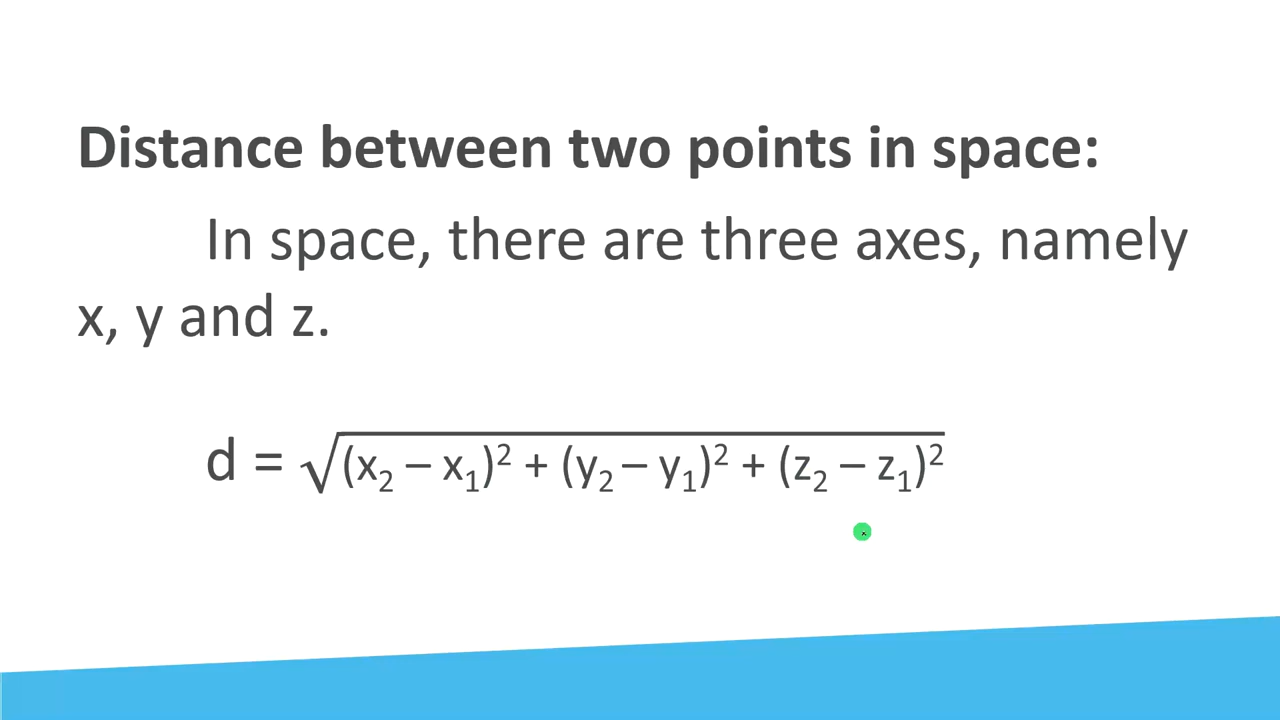 Distance between two points in space:
In space, there are three axes, namely
x, y and z.
d = √(x₂ – x₁)² + (y₂ – y₁)² + (z₂ – z₁)²